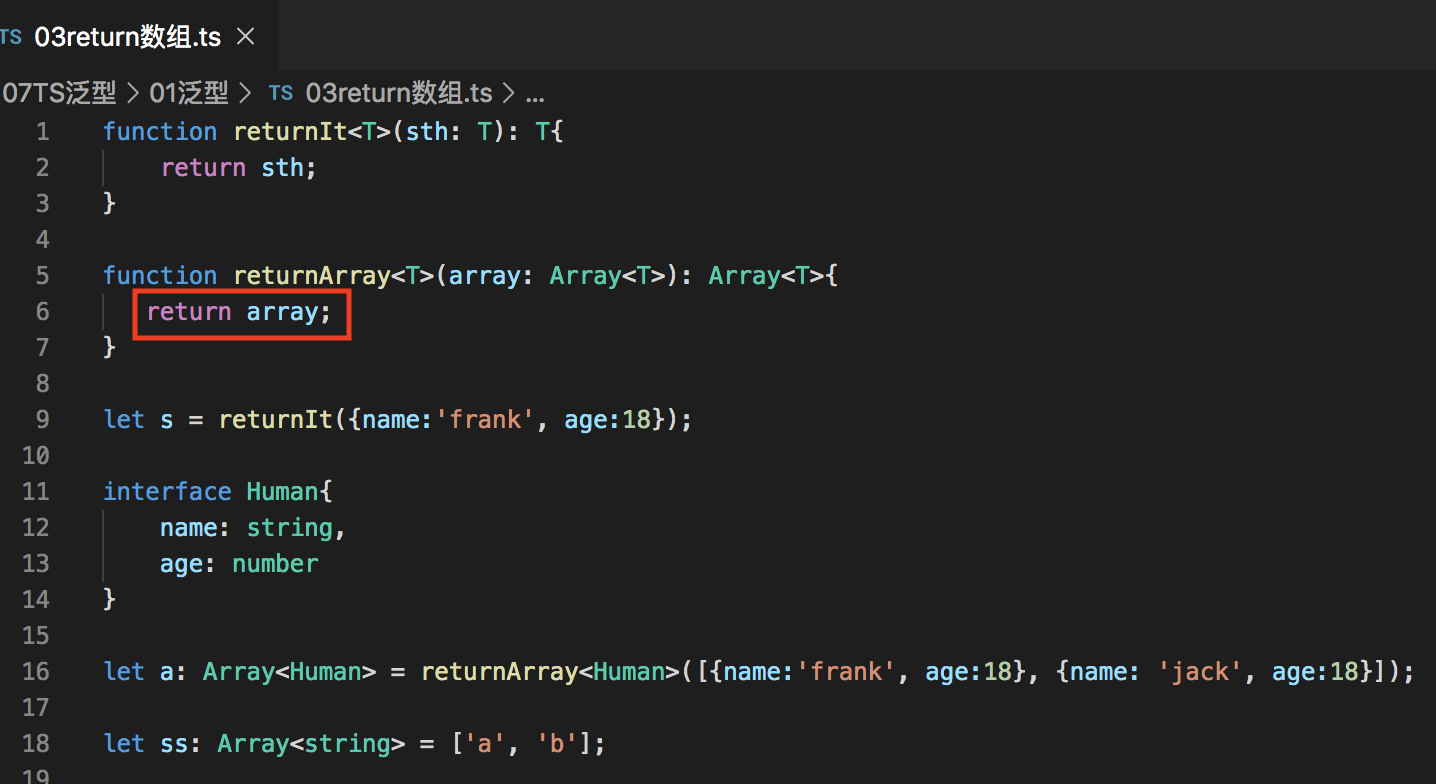 TS 03return数组.ts ×
07TS泛型 > 01泛型 > TS 03return数组.ts > ...
1 function returnIt<T>(sth: T): T{
2 return sth;
3 }
4
5 function returnArray<T>(array: Array<T>): Array<T>{
6 return array;
7 }
8
9 let s = returnIt({name:'frank', age:18});
10
11 interface Human{
12 name: string,
13 age: number
14 }
15
16 let a: Array<Human> = returnArray<Human>([{name:'frank', age:18}, {name: 'jack', age:18}]);
17
18 let ss: Array<string> = ['a', 'b'];
19